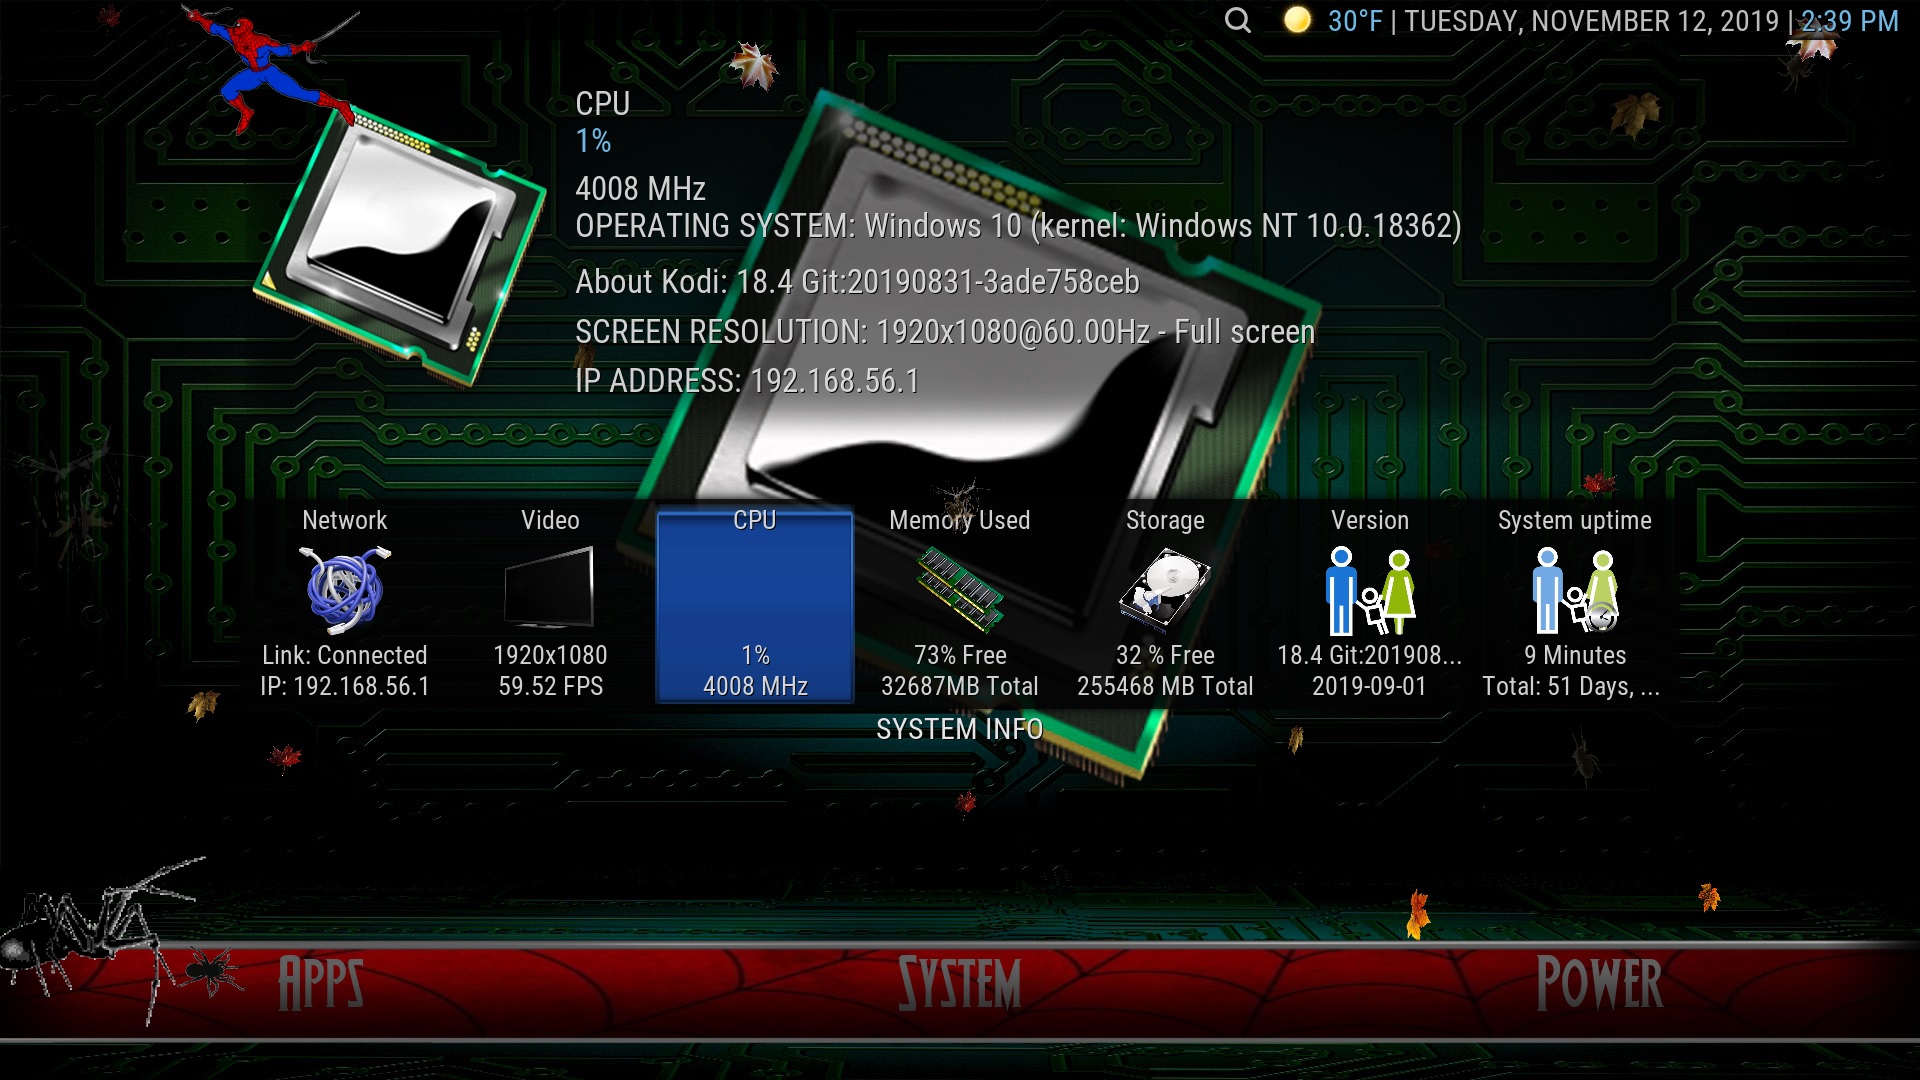 30°F | TUESDAY, NOVEMBER 12, 2019 | 2:39 PM
CPU
1%
4008 MHz
OPERATING SYSTEM: Windows 10 (kernel: Windows NT 10.0.18362)
About Kodi: 18.4 Git:20190831-3ade758ceb
SCREEN RESOLUTION: 1920x1080@60.00Hz - Full screen
IP ADDRESS: 192.168.56.1
Network
Link: Connected
IP: 192.168.56.1
Video
1920x1080
59.52 FPS
CPU
1%
4008 MHz
Memory Used
73% Free
32687MB Total
Storage
32 % Free
255468 MB Total
Version
18.4 Git:201908...
2019-09-01
System uptime
9 Minutes
Total: 51 Days, ...
SYSTEM INFO
APPS
SYSTEM
POWER